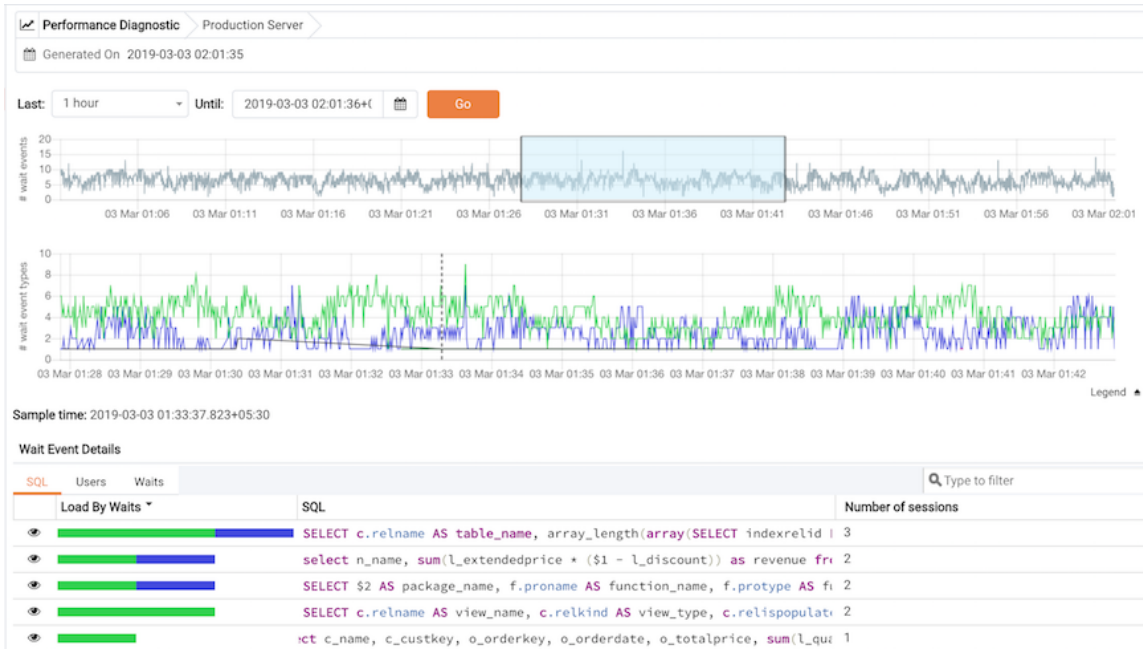 Performance Diagnostic Production Server
Generated On 2019-03-03 02:01:35
Last: 1 hour Until: 2019-03-03 02:01:36+( Go
# wait events
20
15
10
5
0
03 Mar 01:06 03 Mar 01:11 03 Mar 01:16 03 Mar 01:21 03 Mar 01:26 03 Mar 01:31 03 Mar 01:36 03 Mar 01:41 03 Mar 01:46 03 Mar 01:51 03 Mar 01:56 03 Mar 02:01
# wait event types
10
8
6
4
2
0
03 Mar 01:28 03 Mar 01:29 03 Mar 01:30 03 Mar 01:31 03 Mar 01:32 03 Mar 01:33 03 Mar 01:34 03 Mar 01:35 03 Mar 01:36 03 Mar 01:37 03 Mar 01:38 03 Mar 01:39 03 Mar 01:40 03 Mar 01:41 03 Mar 01:42
Legend
Sample time: 2019-03-03 01:33:37.823+05:30
Wait Event Details
SQL Users Waits Type to filter
Load By Waits SQL Number of sessions
SELECT c.relname AS table_name, array_length(array(SELECT indexrelid 3
select n_name, sum(l_extendedprice * ($1 - l_discount)) as revenue 2
SELECT $2 AS package_name, f.proname AS function_name, f.protype AS 2
SELECT c.relname AS view_name, c.relkind AS view_type, c.relispopulat 2
ct c_name, c_custkey, o_orderkey, o_orderdate, o_totalprice, sum(l_qua 1